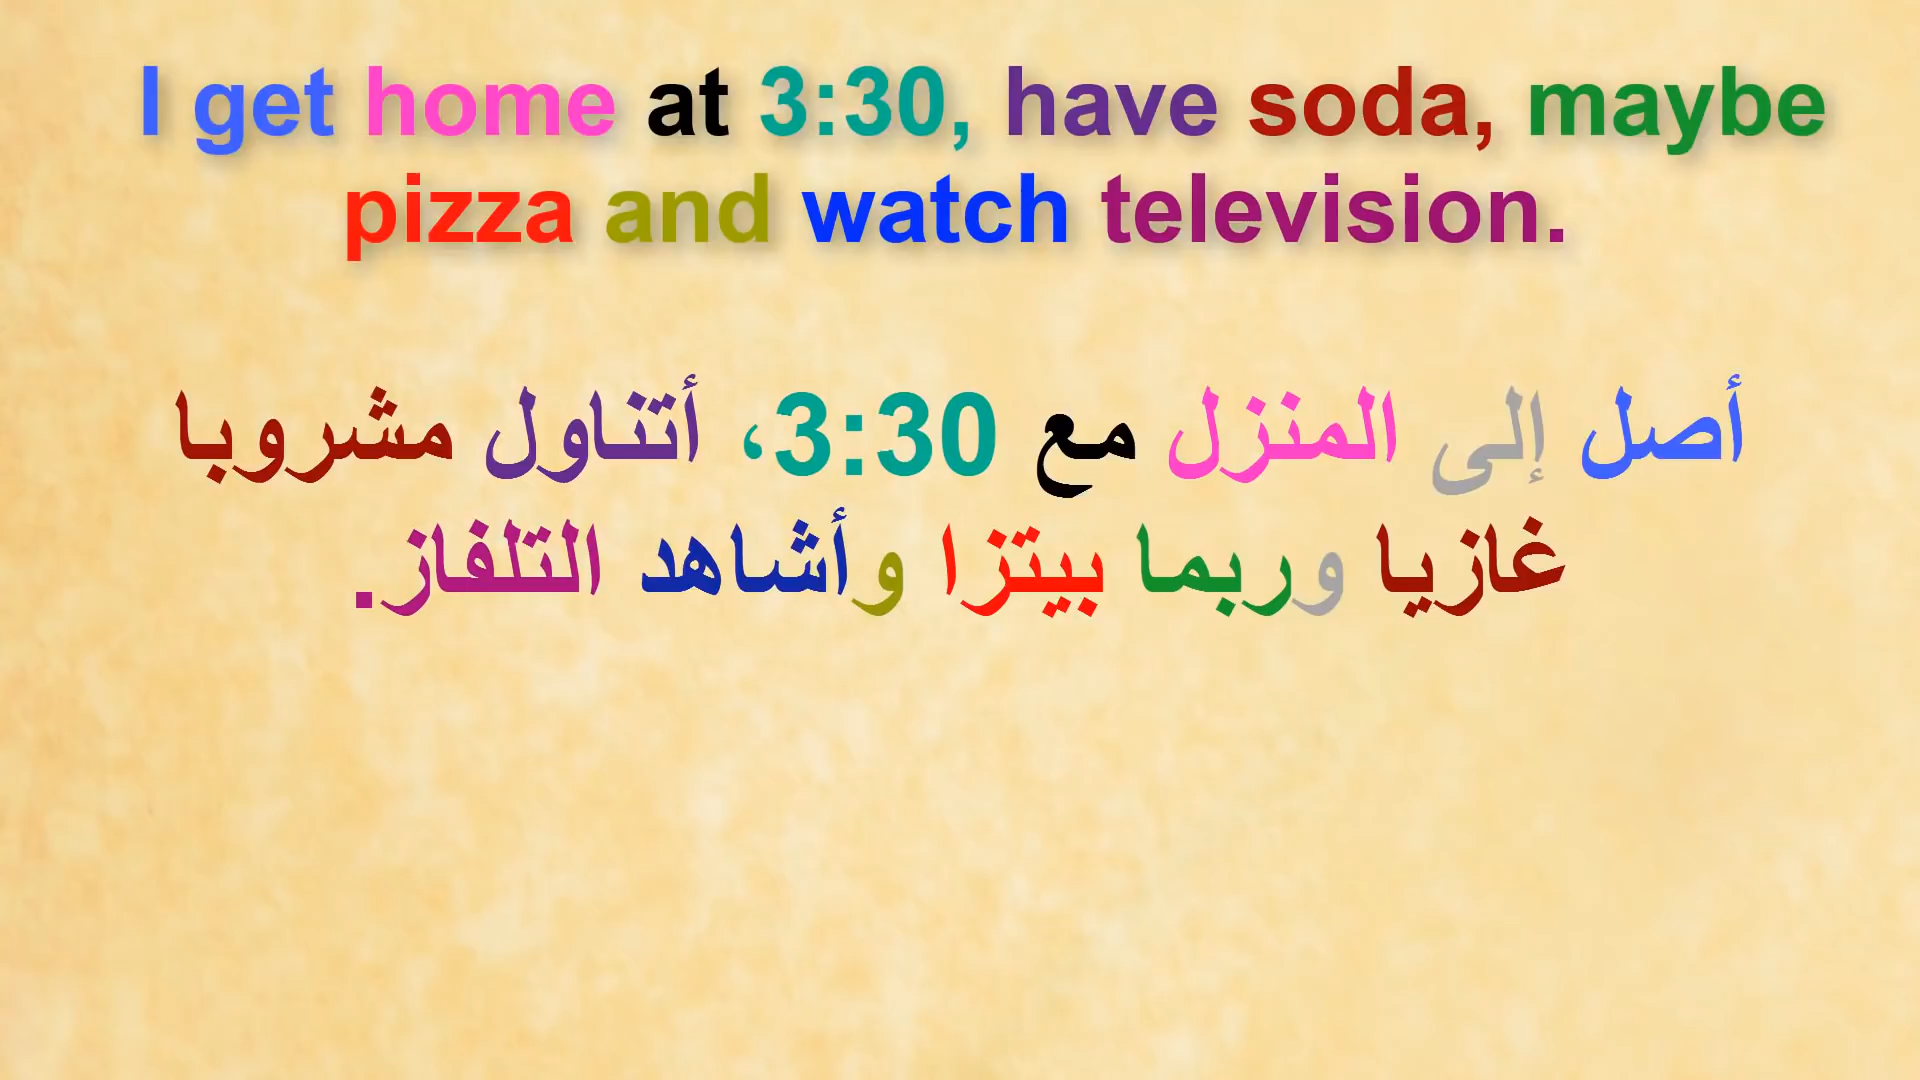 I get home at 3:30, have soda, maybe
pizza and watch television.
أصل إلى المنزل مع 3:30، أتناول مشروبا
غازيا وربما بيتزا وأشاهد التلفاز.